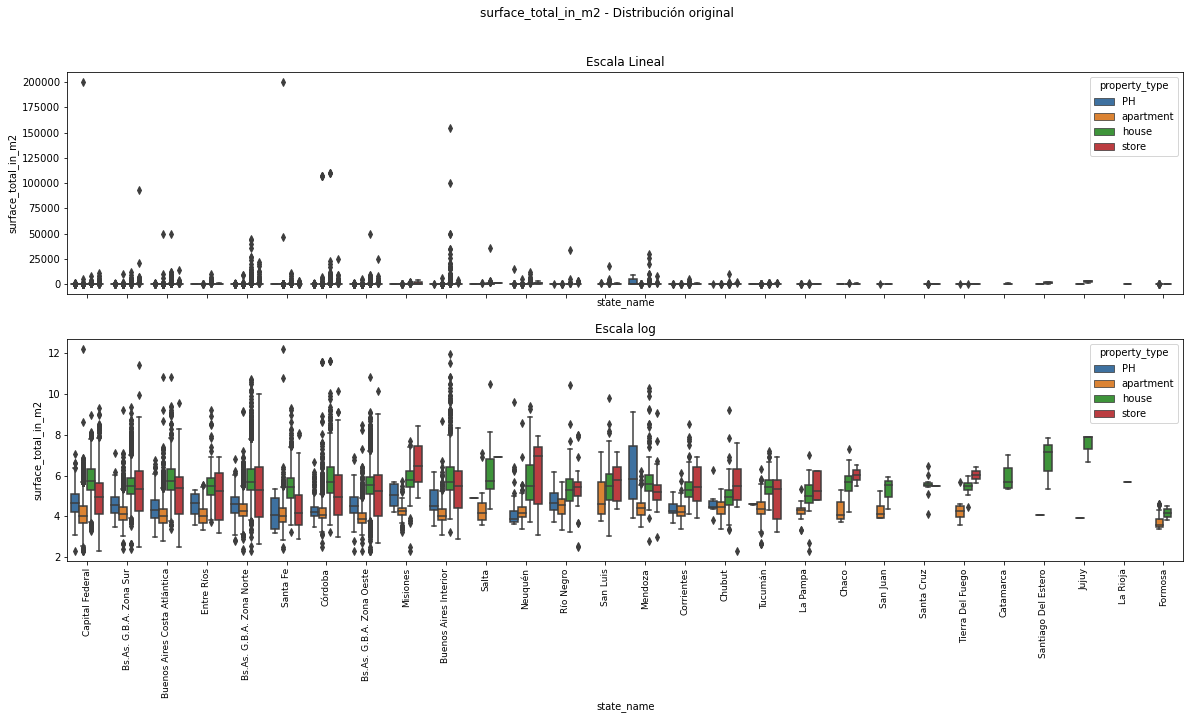 surface_total_in_m2 - Distribución original
Escala Lineal
200000
175000
150000
125000
100000
75000
50000
25000
0
surface_total_in_m2
property_type
PH
apartment
house
store
state_name
Escala log
12
10
8
6
4
2
surface_total_in_m2
property_type
PH
apartment
house
store
Capital Federal
Bs.As. G.B.A. Zona Sur
Buenos Aires Costa Atlántica
Entre Ríos
Bs.As. G.B.A. Zona Norte
Santa Fe
Córdoba
Bs.As. G.B.A. Zona Oeste
Misiones
Buenos Aires Interior
Salta
Neuquén
Río Negro
San Luis
Mendoza
Corrientes
Chubut
Tucumán
La Pampa
Chaco
San Juan
Santa Cruz
Tierra Del Fuego
Catamarca
Santiago Del Estero
Jujuy
La Rioja
Formosa
state_name